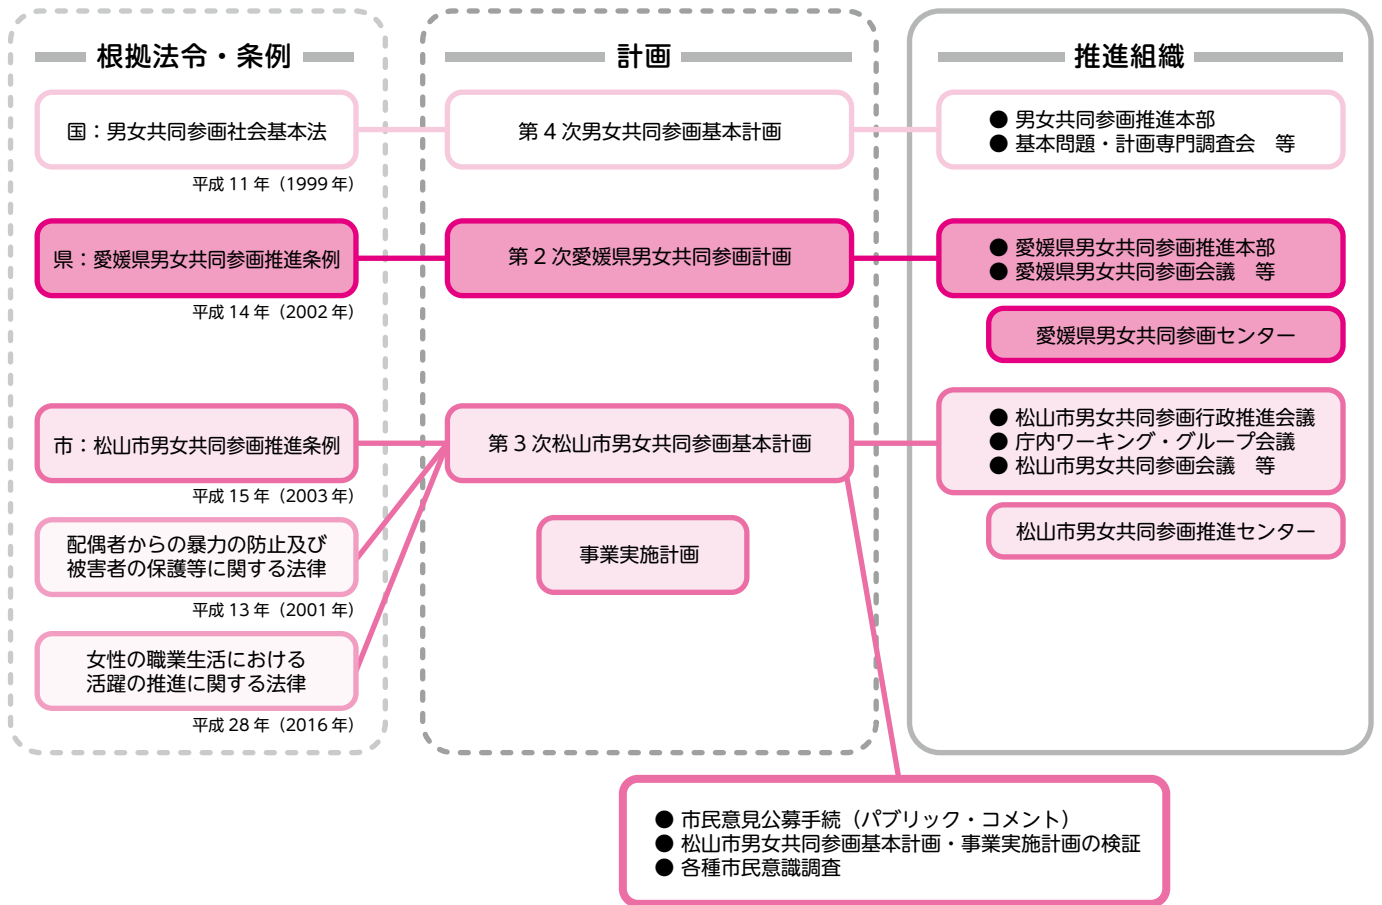 根拠法令・条例
国：男女共同参画社会基本法
平成 11 年（1999 年）
県：愛媛県男女共同参画推進条例
平成 14 年（2002 年）
市：松山市男女共同参画推進条例
平成 15 年（2003 年）
配偶者からの暴力の防止及び
被害者の保護等に関する法律
平成 13 年（2001 年）
女性の職業生活における
活躍の推進に関する法律
平成 28 年（2016 年）
計画
第 4 次男女共同参画基本計画
第 2 次愛媛県男女共同参画計画
第 3 次松山市男女共同参画基本計画
事業実施計画
推進組織
● 男女共同参画推進本部
● 基本問題・計画専門調査会　等
● 愛媛県男女共同参画推進本部
● 愛媛県男女共同参画会議　等
愛媛県男女共同参画センター
● 松山市男女共同参画行政推進会議
● 庁内ワーキング・グループ会議
● 松山市男女共同参画会議　等
松山市男女共同参画推進センター
● 市民意見公募手続（パブリック・コメント）
● 松山市男女共同参画基本計画・事業実施計画の検証
● 各種市民意識調査